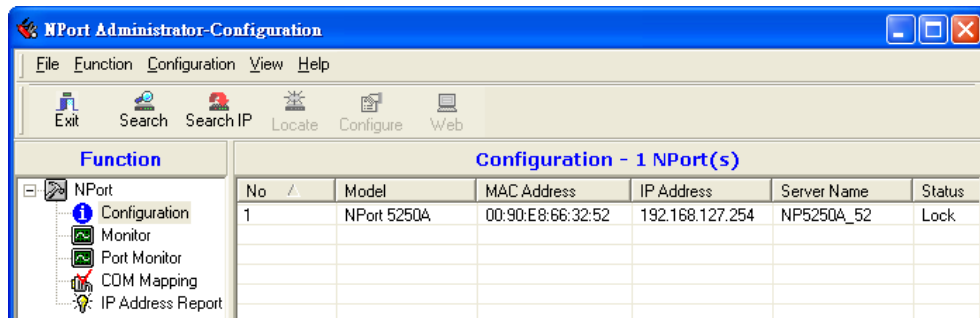 NPort Administrator-Configuration
File Function Configuration View Help
Exit Search Search IP Locate Configure Web
Function
Configuration - 1 NPort(s)
NPort
Configuration
Monitor
Port Monitor
COM Mapping
IP Address Report
No Model MAC Address IP Address Server Name Status
1 NPort 5250A 00:90:E8:66:32:52 192.168.127.254 NP5250A_52 Lock